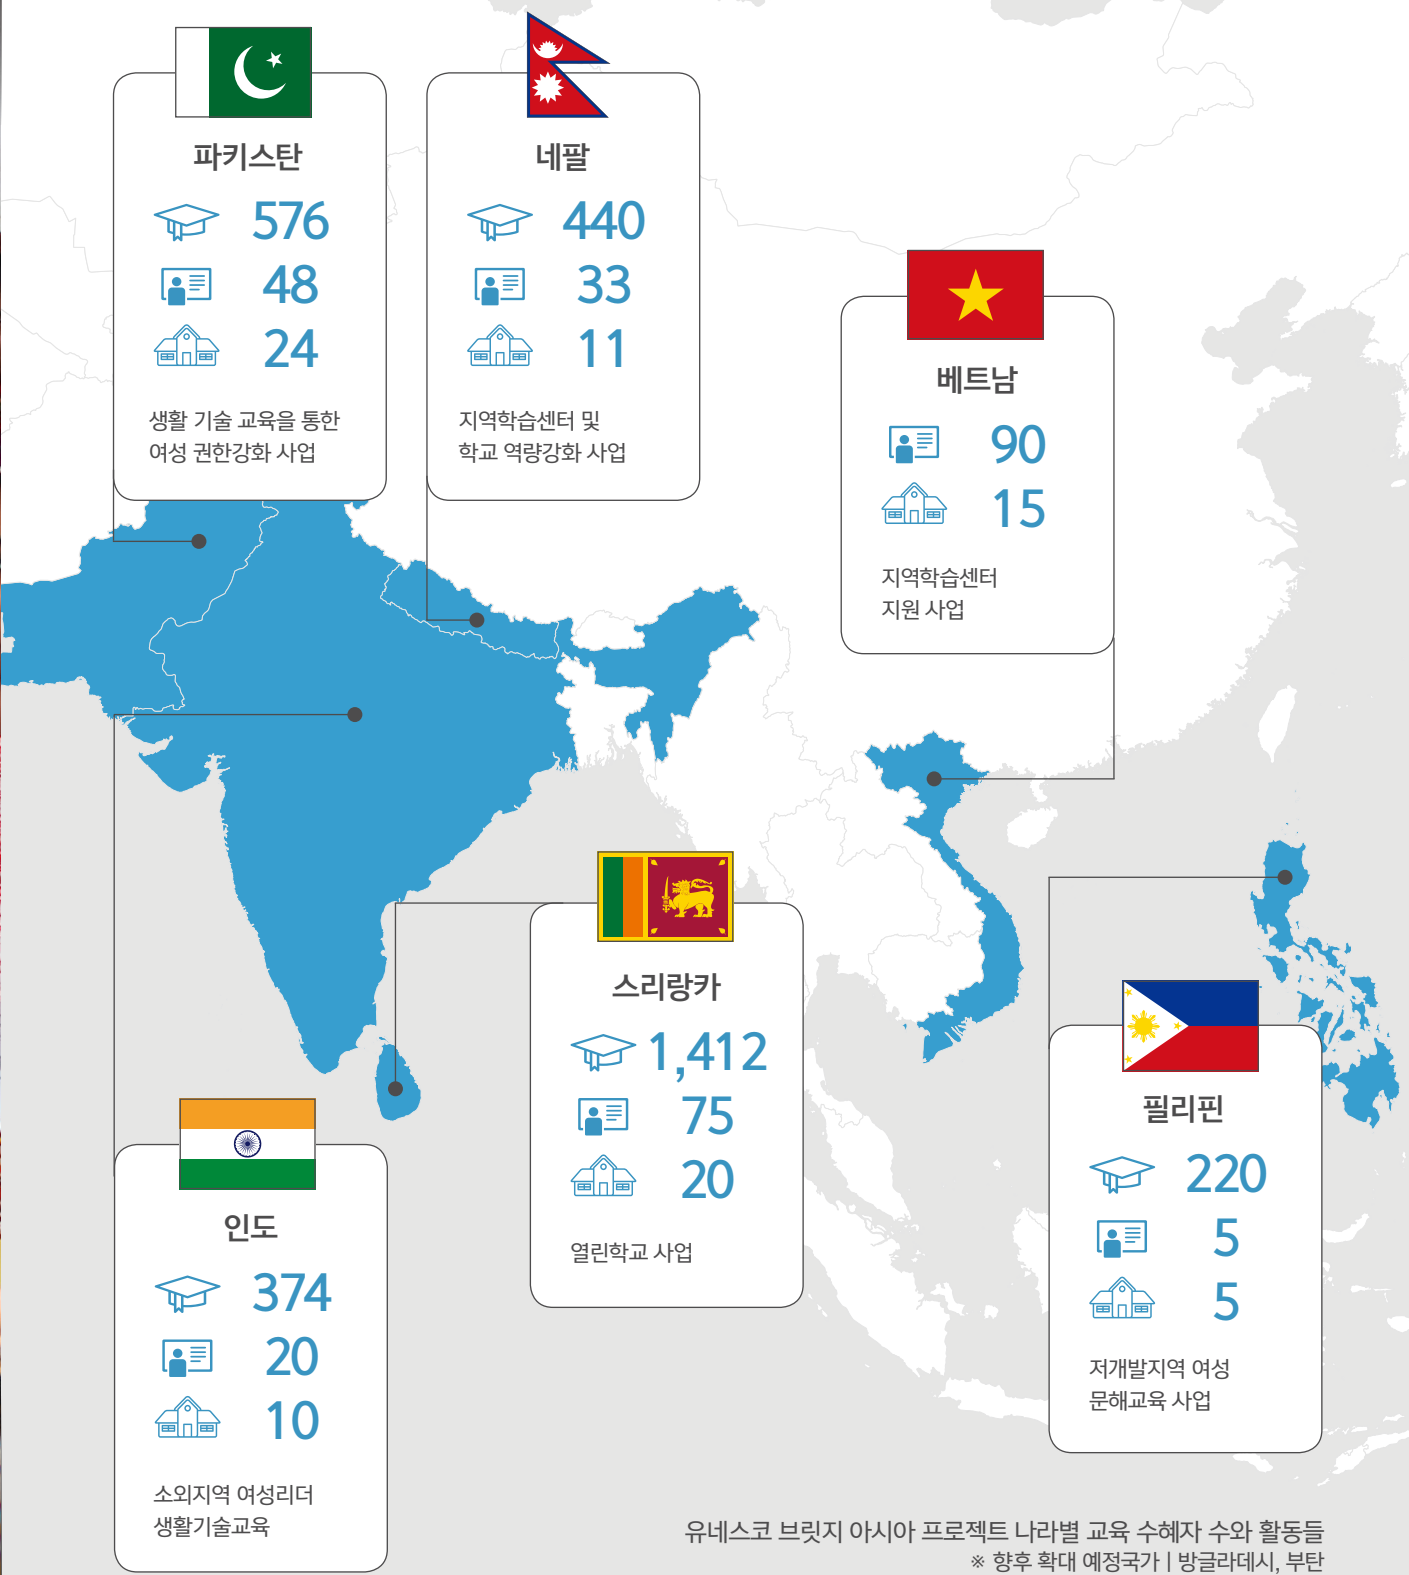 파키스탄
576
48
24
생활 기술 교육을 통한
여성 권한강화 사업
네팔
440
33
11
지역학습센터 및
학교 역량강화 사업
베트남
90
15
지역학습센터
지원 사업
스리랑카
1,412
75
20
열린학교 사업
필리핀
220
5
5
저개발지역 여성
문해교육 사업
인도
374
20
10
소외지역 여성리더
생활기술교육
유네스코 브릿지 아시아 프로젝트 나라별 교육 수혜자 수와 활동들
※ 향후 확대 예정국가 | 방글라데시, 부탄